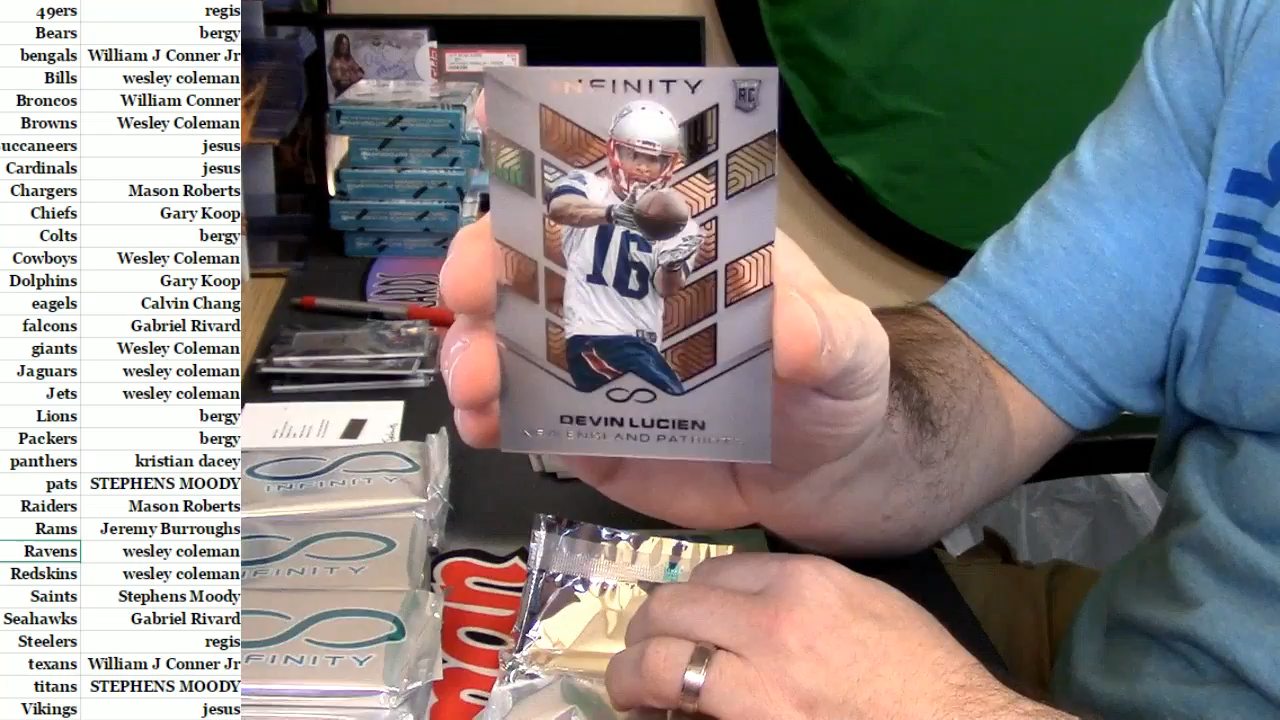 49ers regis
Bears bergy
bengals William J Conner Jr
Bills wesley coleman
Broncos William Conner
Browns Wesley Coleman
uccaneers jesus
Cardinals jesus
Chargers Mason Roberts
Chiefs Gary Koop
Colts bergy
Cowboys Wesley Coleman
Dolphins Gary Koop
eagels Calvin Chang
falcons Gabriel Rivard
giants Wesley Coleman
Jaguars wesley coleman
Jets wesley coleman
Lions bergy
Packers bergy
panthers kristian dacey
pats STEPHENS MOODY
Raiders Mason Roberts
Rams Jeremy Burroughs
Ravens wesley coleman
Redskins wesley coleman
Saints Stephens Moody
Seahawks Gabriel Rivard
Steelers regis
texans William J Conner Jr
titans STEPHENS MOODY
Vikings jesus
INFINITY
RC
16
DEVIN LUCIEN
NEW ENGLAND PATRIOTS
INFINITY
INFINITY
INFINITY